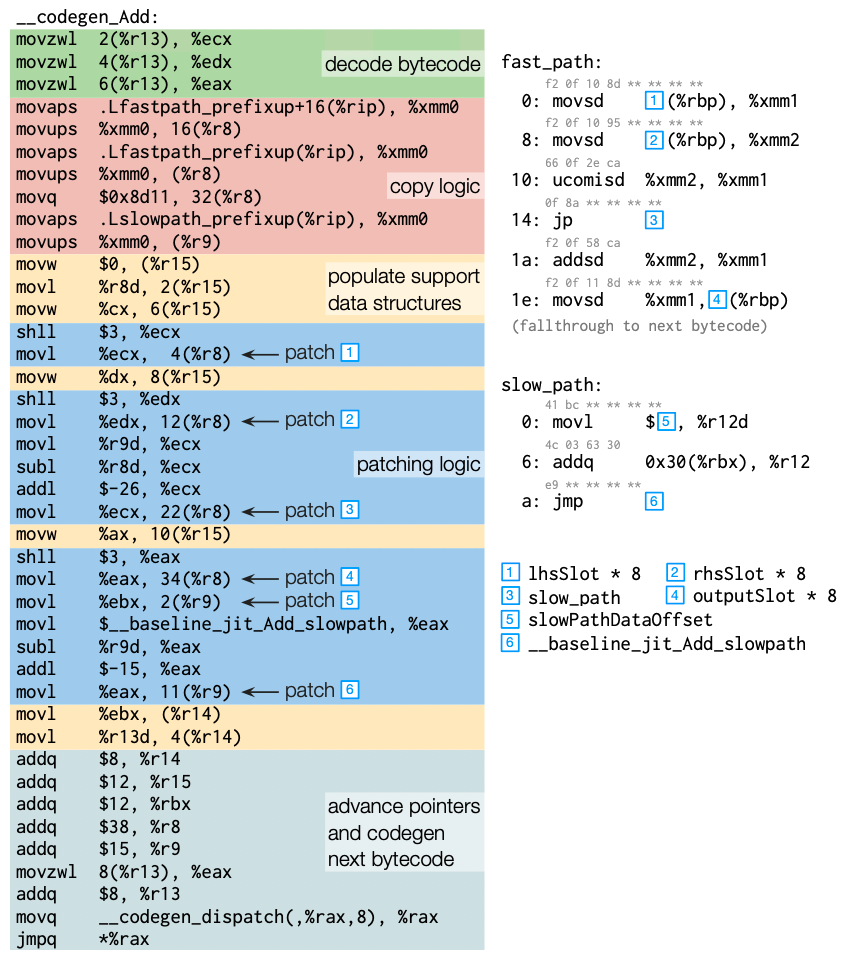 __codegen_Add:
movzwl 2(%r13), %ecx
movzwl 4(%r13), %edx
decode bytecode
movzwl 6(%r13), %eax
movaps .Lfastpath_prefixup+16(%rip), %xmm0
movups %xmm0, 16(%r8)
movaps .Lfastpath_prefixup(%rip), %xmm0
movups %xmm0, (%r8)
copy logic
movq $0x8d11, 32(%r8)
movaps .Lslowpath_prefixup(%rip), %xmm0
movups %xmm0, (%r9)
movw $0, (%r15)
populate support
movl %r8d, 2(%r15)
data structures
movw %cx, 6(%r15)
shll $3, %ecx
movl %ecx, 4(%r8) ← patch 1
movw %dx, 8(%r15)
shll $3, %edx
movl %edx, 12(%r8) ← patch 2
movl %r9d, %ecx
patching logic
subl %r8d, %ecx
addl $-26, %ecx
movl %ecx, 22(%r8) ← patch 3
movw %ax, 10(%r15)
shll $3, %eax
movl %eax, 34(%r8) ← patch 4
movl %ebx, 2(%r9) ← patch 5
movl $__baseline_jit_Add_slowpath, %eax
subl %r9d, %eax
addl $-15, %eax
movl %eax, 11(%r9) ← patch 6
movl %ebx, (%r14)
movl %r13d, 4(%r14)
addq $8, %r14
addq $12, %r15
addq $12, %rbx
advance pointers
addq $38, %r8
and codegen
addq $15, %r9
next bytecode
movzwl 8(%r13), %eax
addq $8, %r13
movq __codegen_dispatch(,%rax,8), %rax
jmpq *%rax
fast_path:
f2 0f 10 8d ** ** ** **
0: movsd 1(%rbp), %xmm1
f2 0f 10 95 ** ** ** **
8: movsd 2(%rbp), %xmm2
66 0f 2e ca
10: ucomisd %xmm2, %xmm1
0f 8a ** ** ** **
14: jp 3
f2 0f 58 ca
1a: addsd %xmm2, %xmm1
f2 0f 11 8d ** ** ** **
1e: movsd %xmm1,4(%rbp)
(fallthrough to next bytecode)
slow_path:
41 bc ** ** ** **
0: movl $5, %r12d
4c 03 63 30
6: addq 0x30(%rbx), %r12
e9 ** ** ** **
a: jmp 6
1 lhsSlot * 8 2 rhsSlot * 8
3 slow_path 4 outputSlot * 8
5 slowPathDataOffset
6 __baseline_jit_Add_slowpath